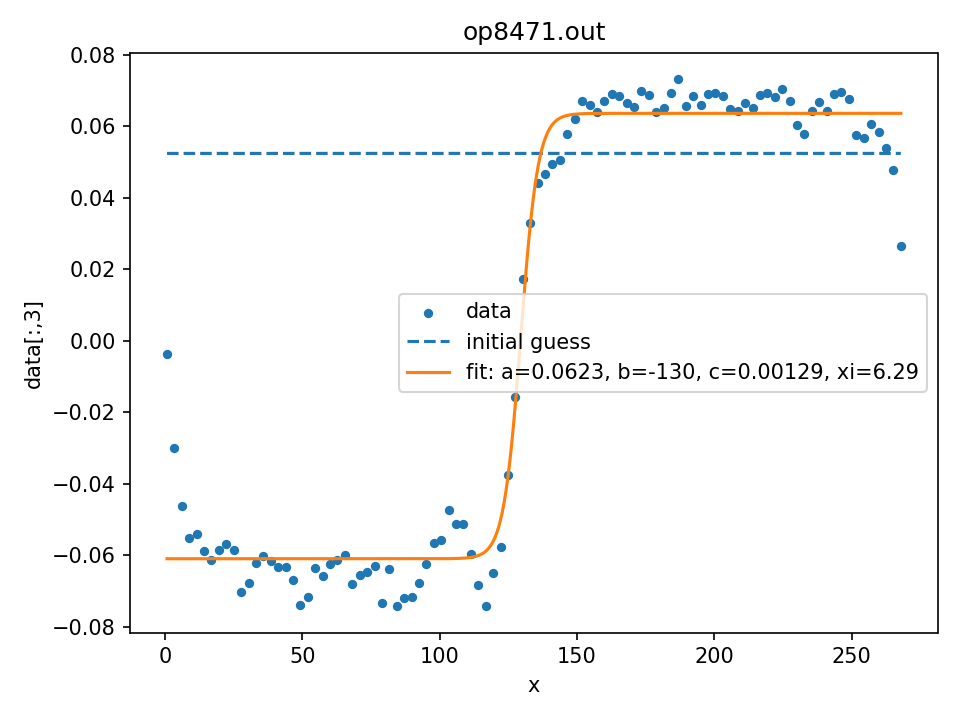 op8471.out
0.08
0.06
0.04
0.02
0.00
−0.02
−0.04
−0.06
−0.08
data[:,3]
data
initial guess
fit: a=0.0623, b=-130, c=0.00129, xi=6.29
0 50 100 150 200 250
x